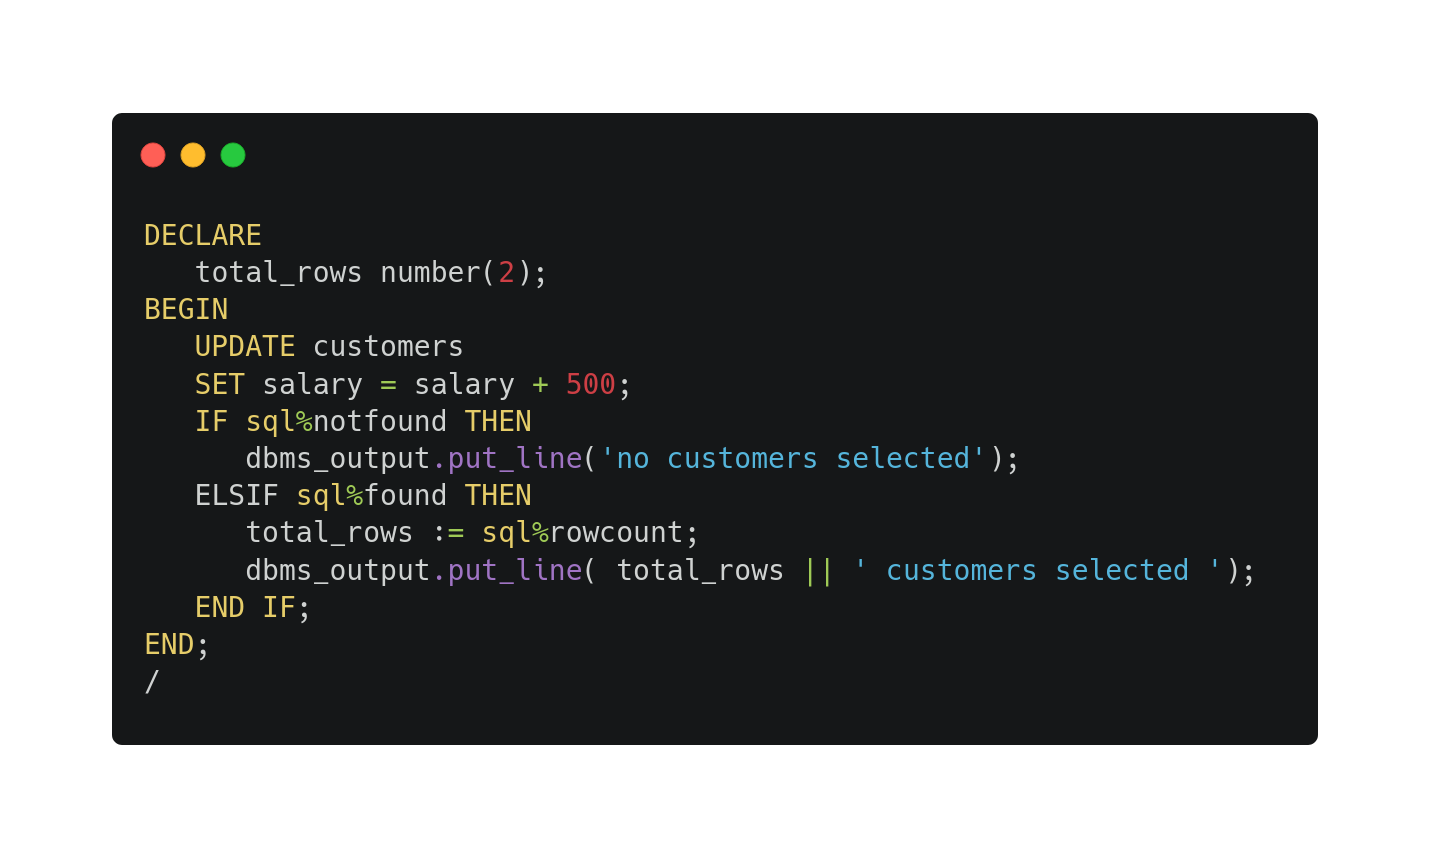 DECLARE
   total_rows number(2);
BEGIN
   UPDATE customers
   SET salary = salary + 500;
   IF sql%notfound THEN
      dbms_output.put_line('no customers selected');
   ELSIF sql%found THEN
      total_rows := sql%rowcount;
      dbms_output.put_line( total_rows || ' customers selected ');
   END IF;
END;
/